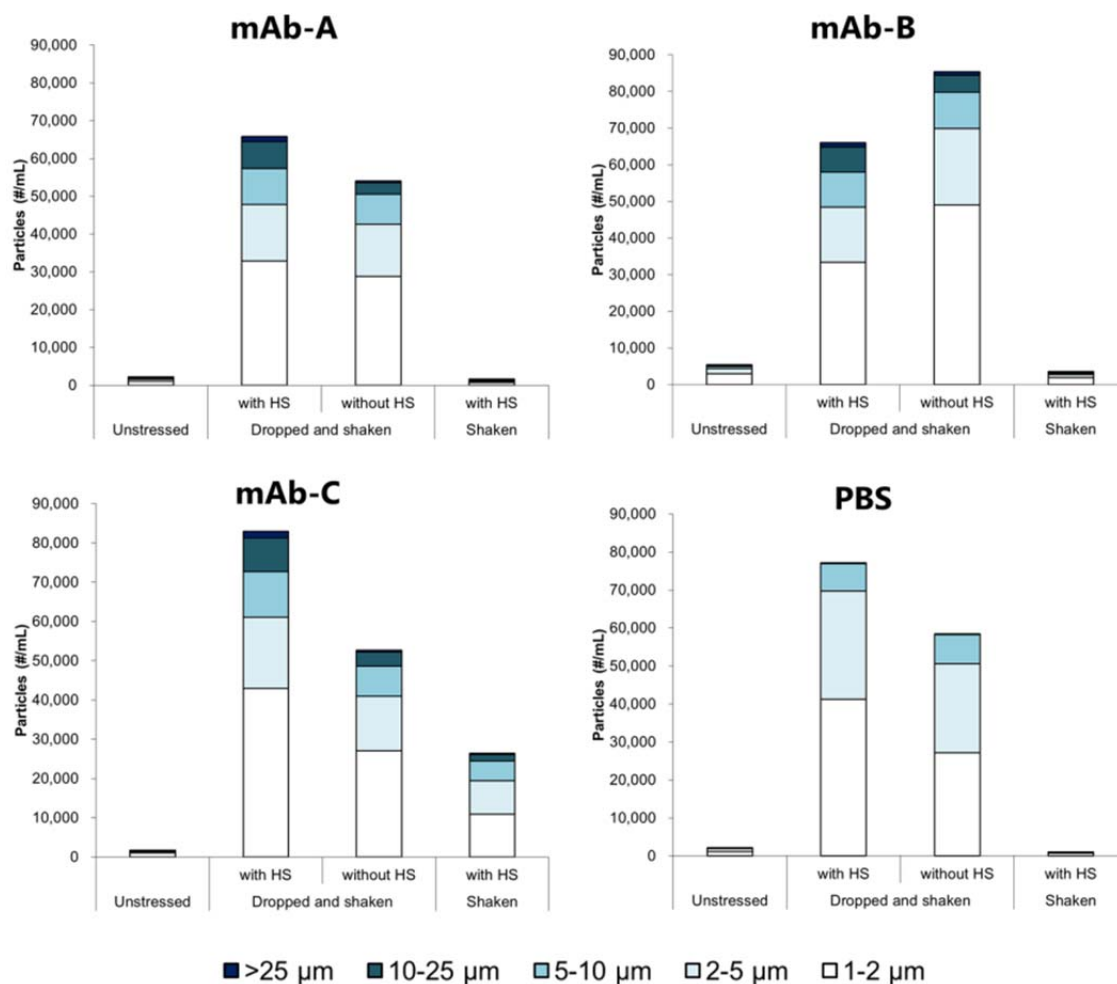 mAb-A
90,000
80,000
70,000
60,000
50,000
40,000
30,000
20,000
10,000
0
Particles (#/mL)
with HS without HS with HS
Unstressed Dropped and shaken Shaken
mAb-B
90,000
80,000
70,000
60,000
50,000
40,000
30,000
20,000
10,000
0
Particles (#/mL)
with HS without HS with HS
Unstressed Dropped and shaken Shaken
mAb-C
90,000
80,000
70,000
60,000
50,000
40,000
30,000
20,000
10,000
0
Particles (#/mL)
with HS without HS with HS
Unstressed Dropped and shaken Shaken
PBS
90,000
80,000
70,000
60,000
50,000
40,000
30,000
20,000
10,000
0
Particles (#/mL)
with HS without HS with HS
Unstressed Dropped and shaken Shaken
>25 µm 10-25 µm 5-10 µm 2-5 µm 1-2 µm